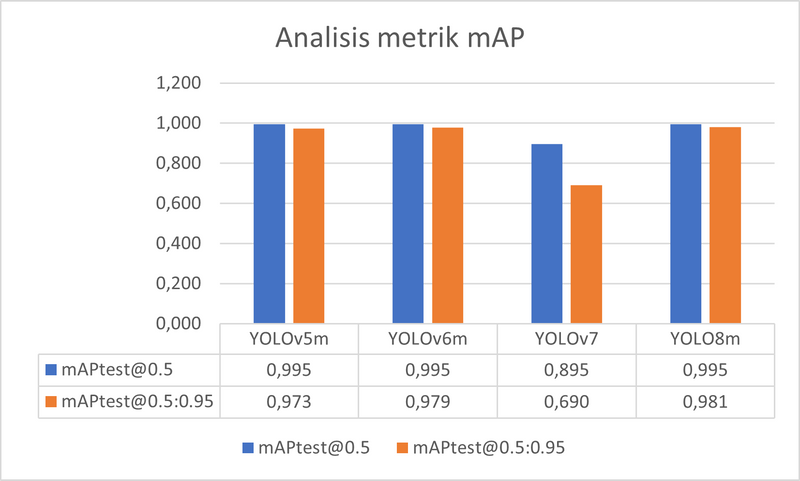 Analisis metrik mAP
1,200
1,000
0,800
0,600
0,400
0,200
0,000
YOLOv5m YOLOv6m YOLOv7 YOLO8m
mAPtest@0.5 0,995 0,995 0,895 0,995
mAPtest@0.5:0.95 0,973 0,979 0,690 0,981
mAPtest@0.5 mAPtest@0.5:0.95